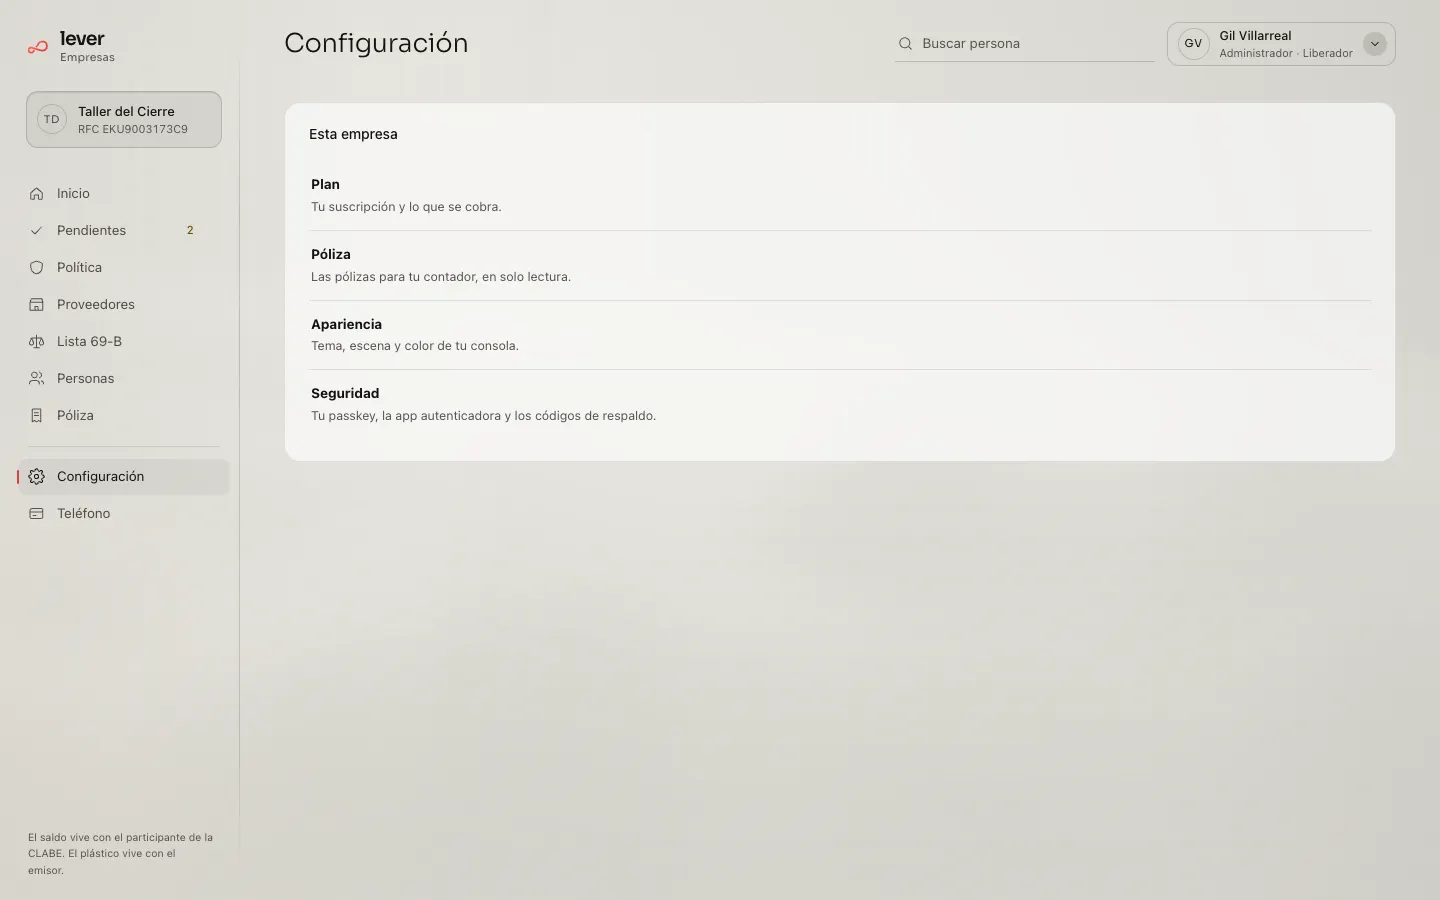 lever
Empresas
Configuración
Buscar persona
GV
Gil Villarreal
Administrador · Liberador
TD
Taller del Cierre
RFC EKU9003173C9
Inicio
Pendientes 2
Política
Proveedores
Lista 69-B
Personas
Póliza
Configuración
Teléfono
Esta empresa
Plan
Tu suscripción y lo que se cobra.
Póliza
Las pólizas para tu contador, en solo lectura.
Apariencia
Tema, escena y color de tu consola.
Seguridad
Tu passkey, la app autenticadora y los códigos de respaldo.
El saldo vive con el participante de la
CLABE. El plástico vive con el
emisor.